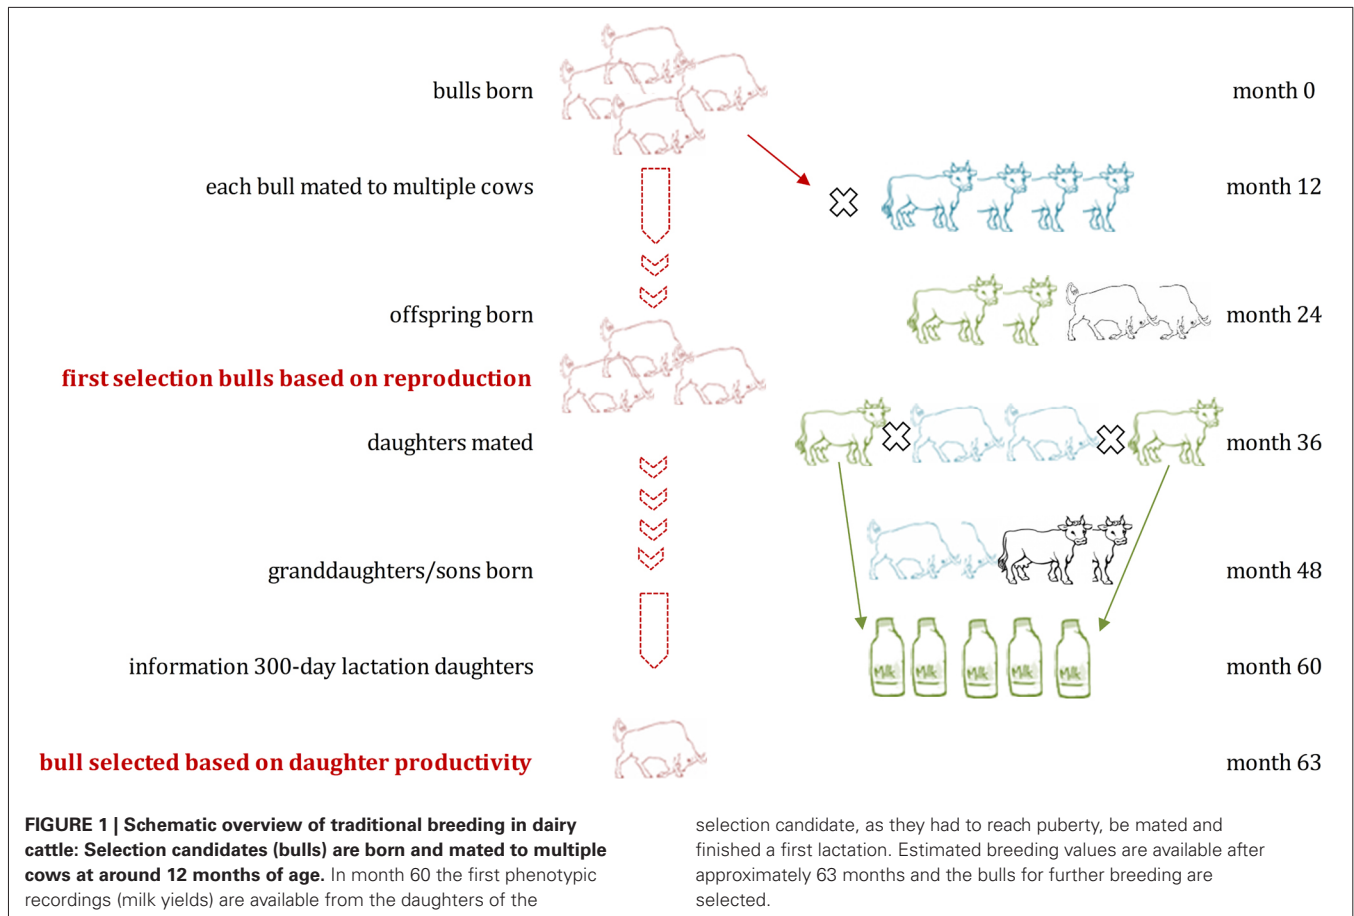 bulls born
month 0
each bull mated to multiple cows
month 12
offspring born
month 24
first selection bulls based on reproduction
daughters mated
month 36
granddaughters/sons born
month 48
information 300-day lactation daughters
Milk Milk Milk Milk Milk
month 60
bull selected based on daughter productivity
month 63
FIGURE 1 | Schematic overview of traditional breeding in dairy
cattle: Selection candidates (bulls) are born and mated to multiple
cows at around 12 months of age. In month 60 the first phenotypic
recordings (milk yields) are available from the daughters of the
selection candidate, as they had to reach puberty, be mated and
finished a first lactation. Estimated breeding values are available after
approximately 63 months and the bulls for further breeding are
selected.